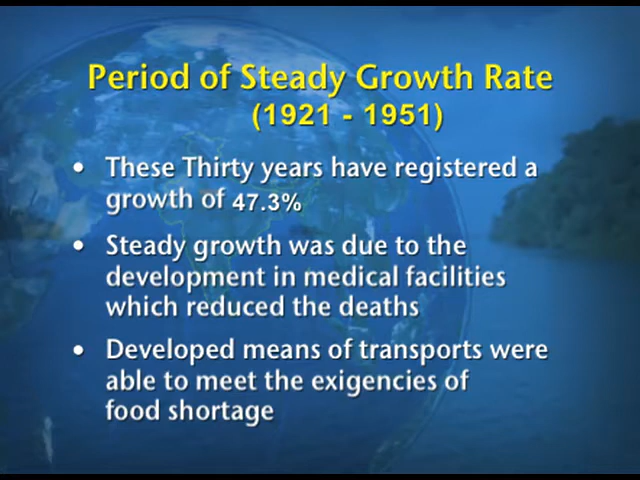 Period of Steady Growth Rate
(1921 - 1951)
• These Thirty years have registered a
growth of 47.3%
• Steady growth was due to the
development in medical facilities
which reduced the deaths
• Developed means of transports were
able to meet the exigencies of
food shortage